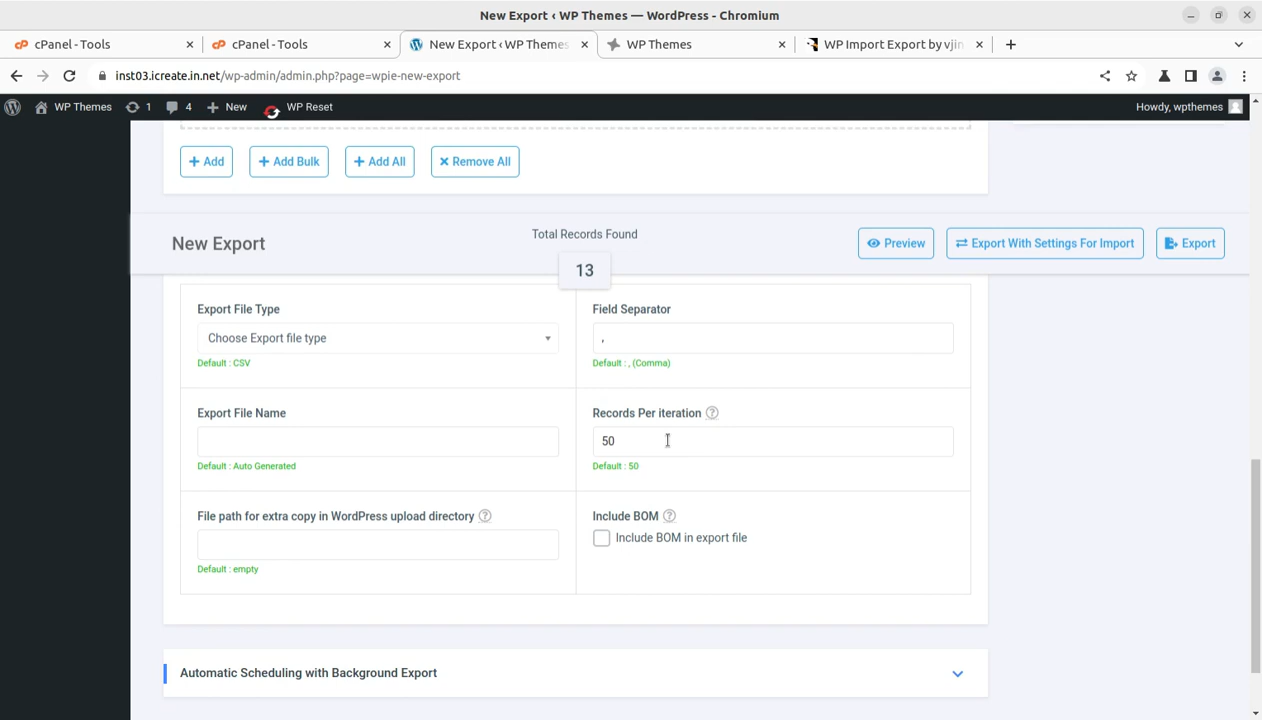 New Export ‹ WP Themes — WordPress - Chromium
cPanel - Tools
cPanel - Tools
New Export ‹ WP Themes
WP Themes
WP Import Export by vjin
inst03.icreate.in.net/wp-admin/admin.php?page=wpie-new-export
WP Themes 1 4 New WP Reset Howdy, wpthemes
Add Add Bulk Add All Remove All
New Export
Total Records Found
13
Preview Export With Settings For Import Export
Export File Type
Choose Export file type
Default : CSV
Field Separator
,
Default : , (Comma)
Export File Name
Default : Auto Generated
Records Per iteration ?
50
Default : 50
File path for extra copy in WordPress upload directory ?
Default : empty
Include BOM ?
Include BOM in export file
Automatic Scheduling with Background Export